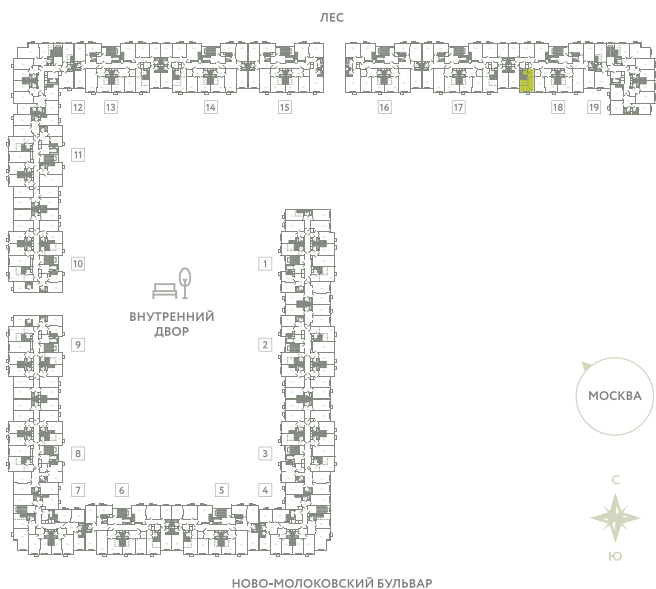 ЛЕС
12 13 14 15 16 17 18 19
11
10 1
ВНУТРЕННИЙ
ДВОР
9 2
МОСКВА
8 3
7 6 5 4
С
Ю
НОВО-МОЛОКОВСКИЙ БУЛЬВАР